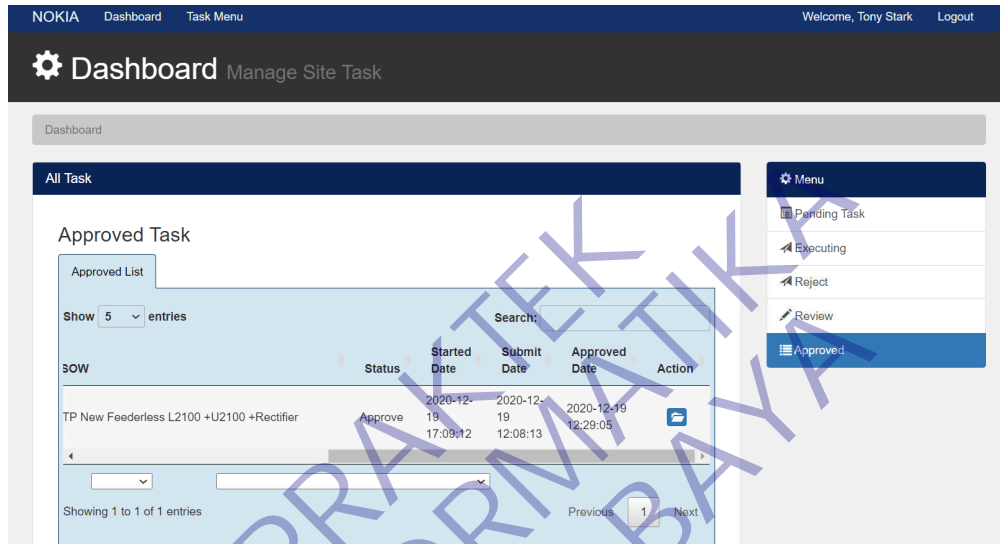 NOKIA Dashboard Task Menu Welcome, Tony Stark Logout
Dashboard Manage Site Task
Dashboard
All Task
Approved Task
Approved List
Show 5 entries
Search:
SOW Status Started Date Submit Date Approved Date Action
TP New Feederless L2100 +U2100 +Rectifier Approve 2020-12-19 17:09:12 2020-12-19 12:08:13 2020-12-19 12:29:05
Showing 1 to 1 of 1 entries
Previous 1 Next
Menu
Pending Task
Executing
Reject
Review
Approved